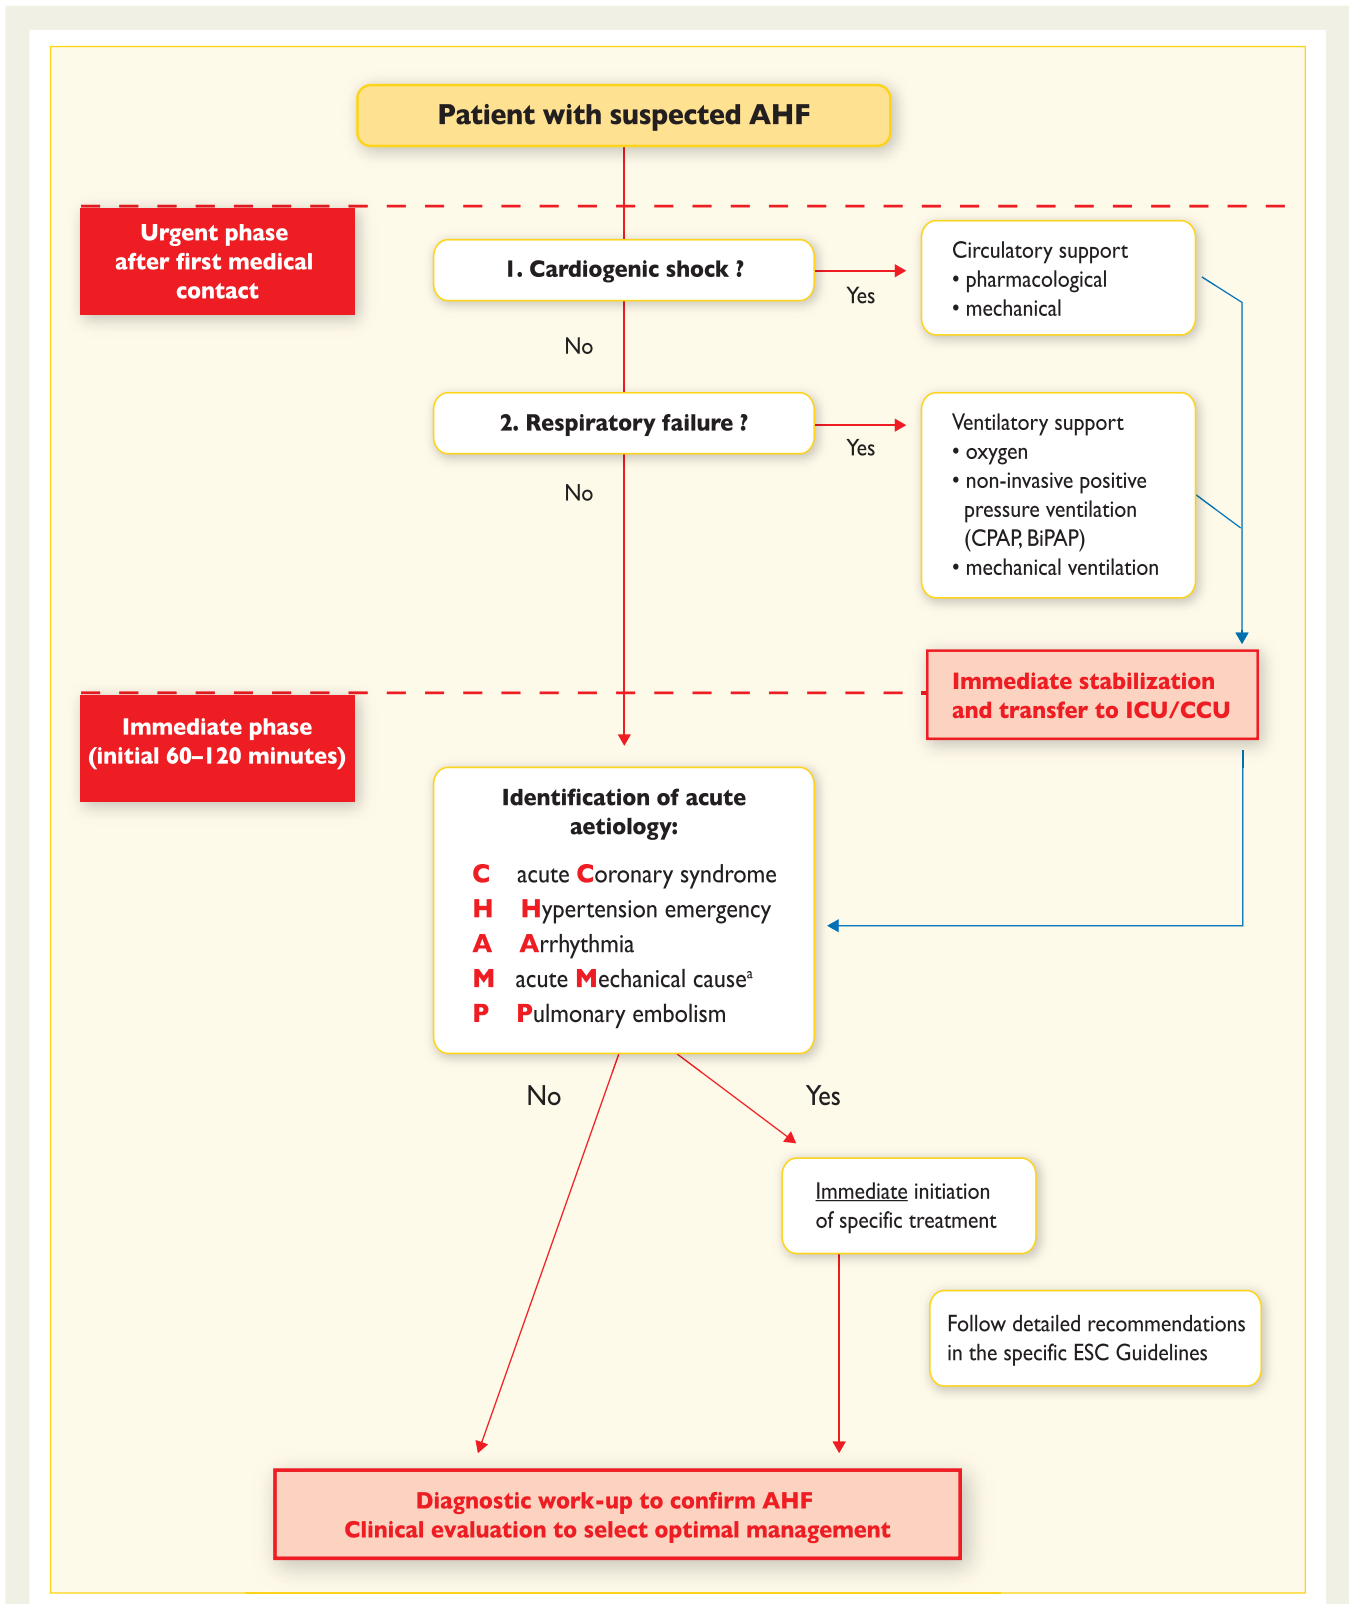 Patient with suspected AHF
Urgent phase
after first medical
contact
1. Cardiogenic shock ?
Yes
Circulatory support
• pharmacological
• mechanical
No
2. Respiratory failure ?
Yes
Ventilatory support
• oxygen
• non-invasive positive
pressure ventilation
(CPAP, BiPAP)
• mechanical ventilation
No
Immediate stabilization
and transfer to ICU/CCU
Immediate phase
(initial 60–120 minutes)
Identification of acute
aetiology:
C acute Coronary syndrome
H Hypertension emergency
A Arrhythmia
M acute Mechanical causeᵃ
P Pulmonary embolism
No
Yes
Immediate initiation
of specific treatment
Follow detailed recommendations
in the specific ESC Guidelines
Diagnostic work-up to confirm AHF
Clinical evaluation to select optimal management